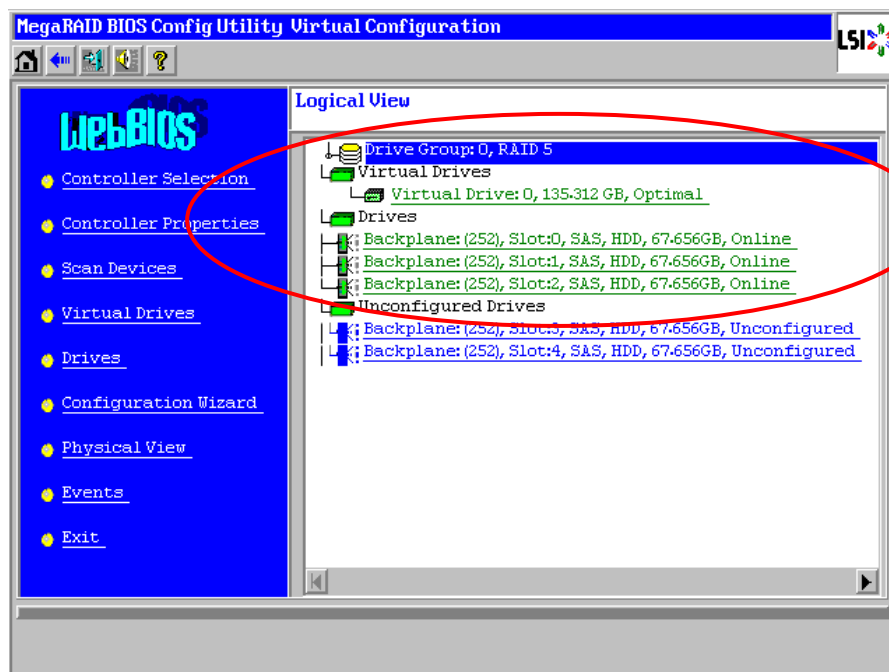 MegaRAID BIOS Config Utility Virtual Configuration
LSI
WebBIOS
Controller Selection
Controller Properties
Scan Devices
Virtual Drives
Drives
Configuration Wizard
Physical View
Events
Exit
Logical View
Drive Group: 0, RAID 5
Virtual Drives
Virtual Drive: 0, 135.312 GB, Optimal
Drives
Backplane: (252), Slot:0, SAS, HDD, 67.656GB, Online
Backplane: (252), Slot:1, SAS, HDD, 67.656GB, Online
Backplane: (252), Slot:2, SAS, HDD, 67.656GB, Online
Unconfigured Drives
Backplane: (252), Slot:3, SAS, HDD, 67.656GB, Unconfigured
Backplane: (252), Slot:4, SAS, HDD, 67.656GB, Unconfigured